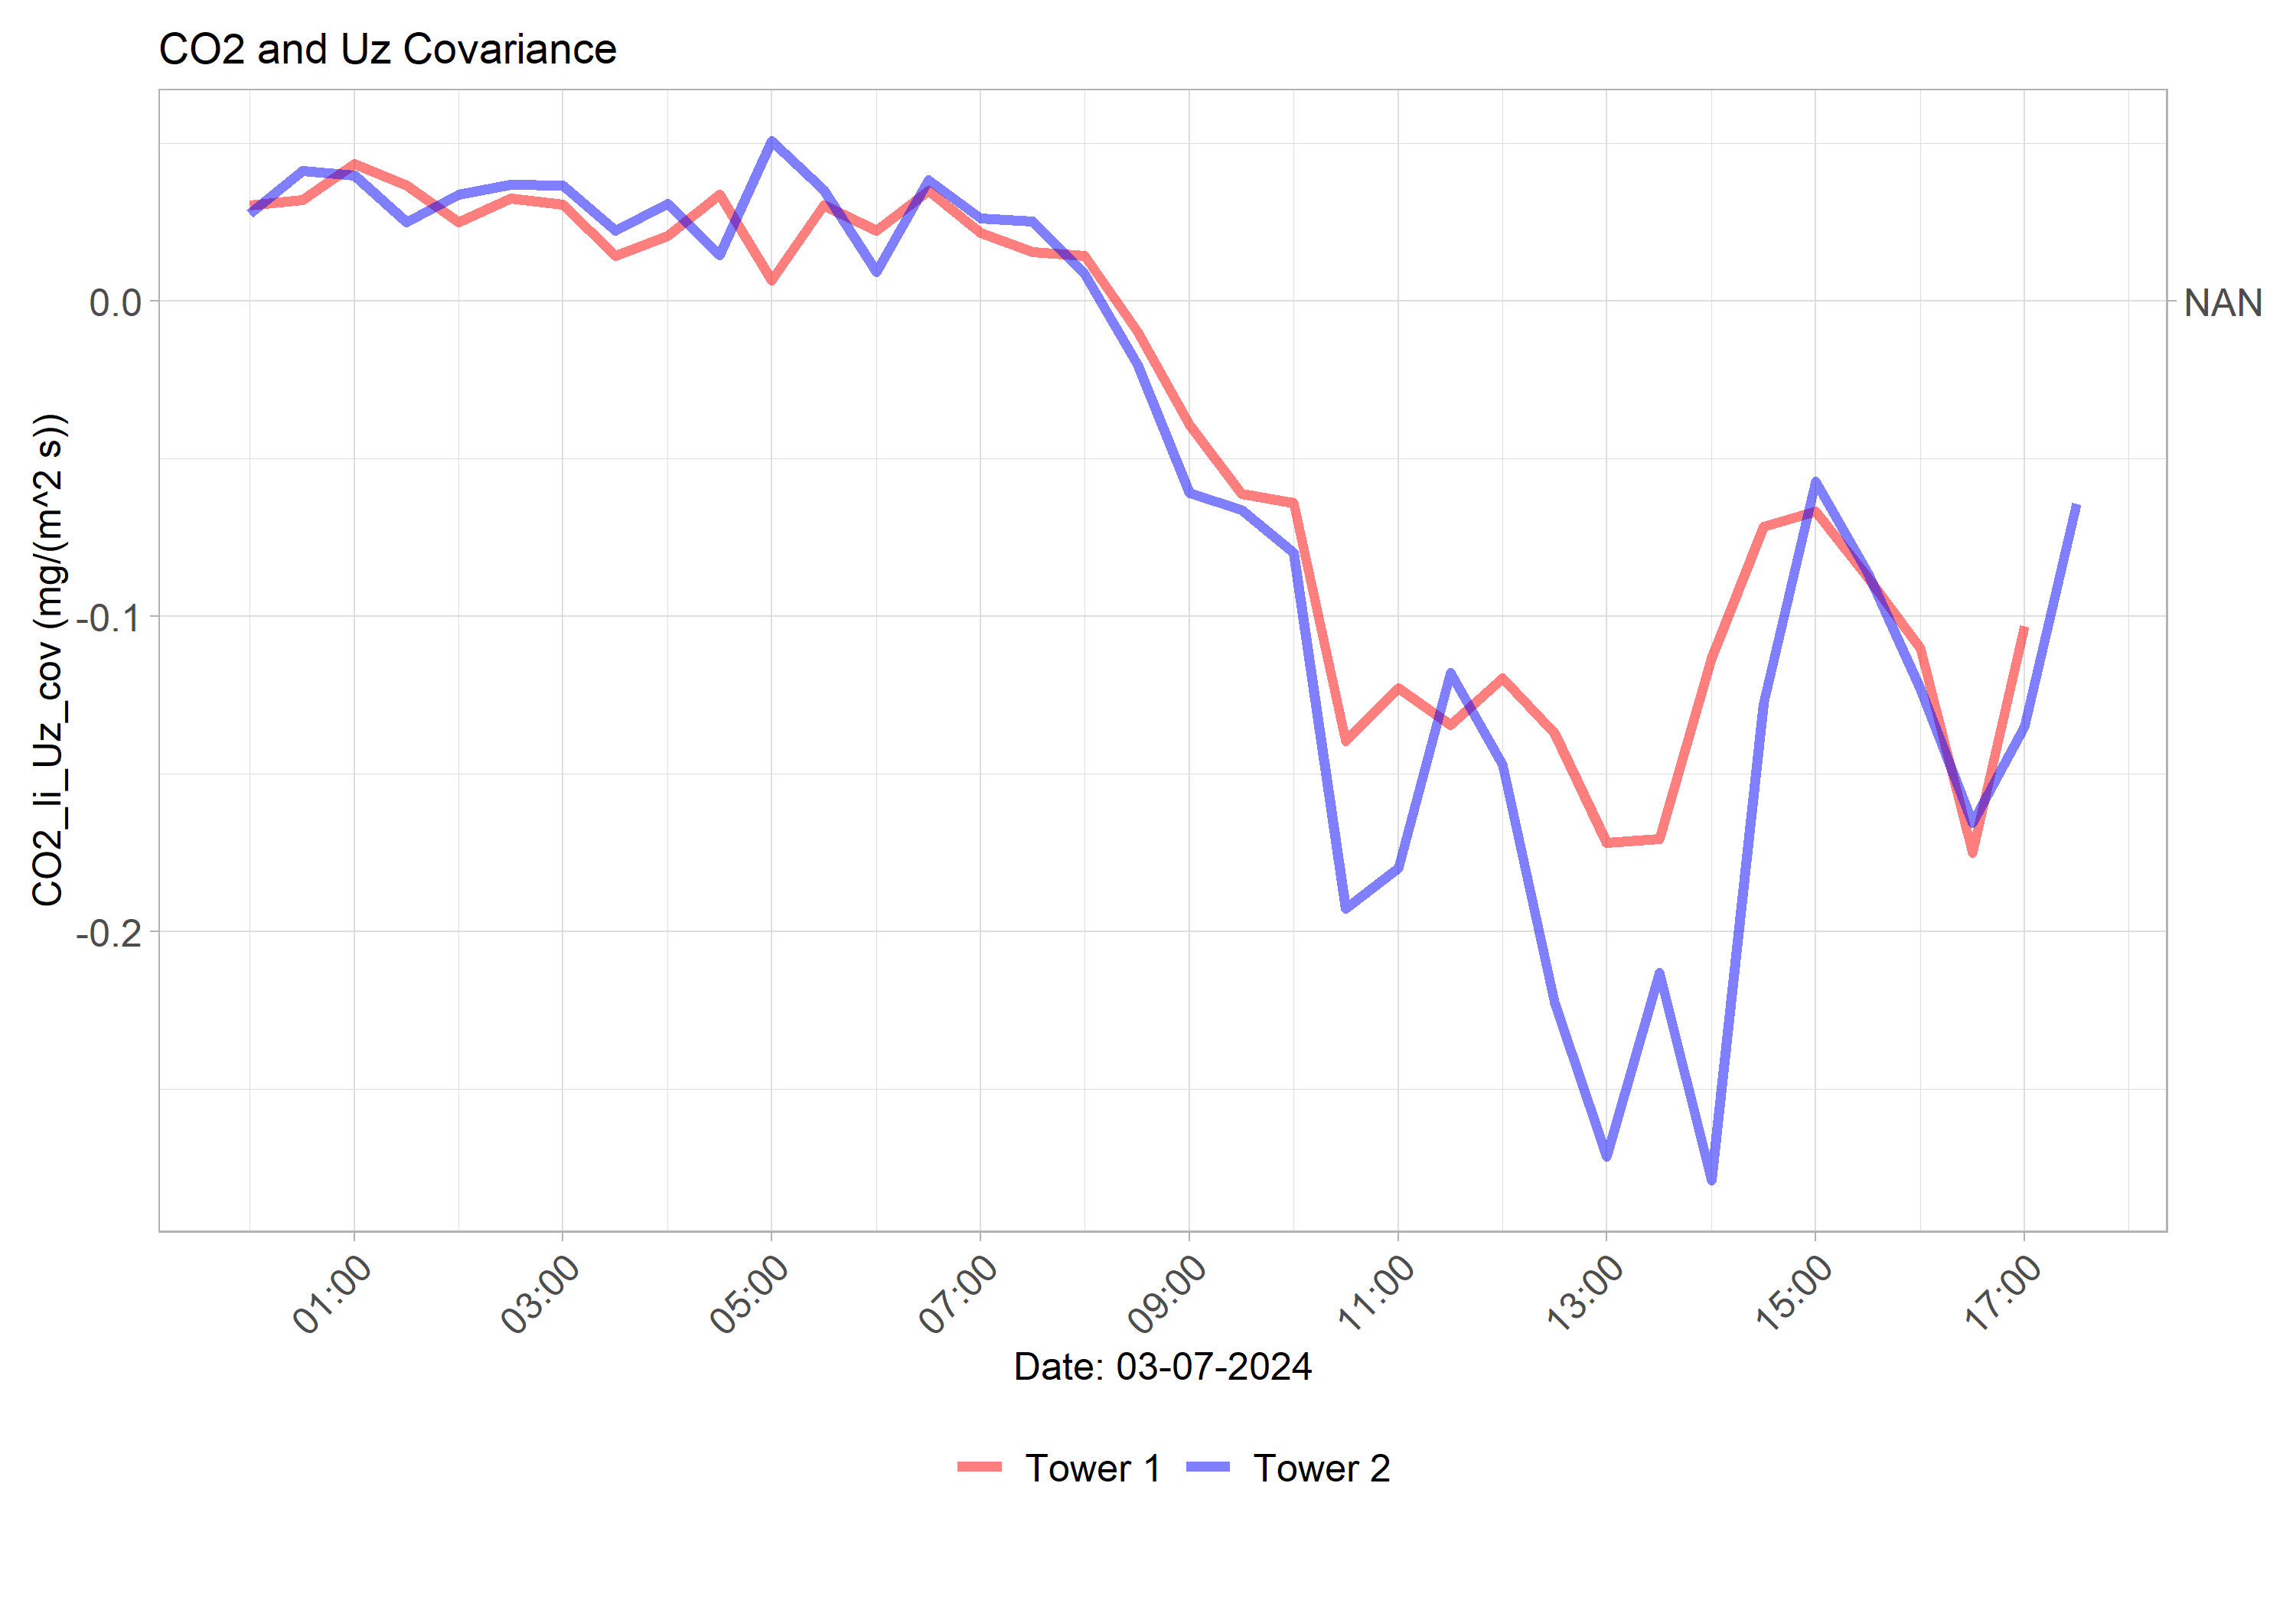 CO2 and Uz Covariance
CO2_li_Uz_cov (mg/(m^2 s))
0.0
-0.1
-0.2
NAN
01:00
03:00
05:00
07:00
09:00
11:00
13:00
15:00
17:00
Date: 03-07-2024
Tower 1
Tower 2